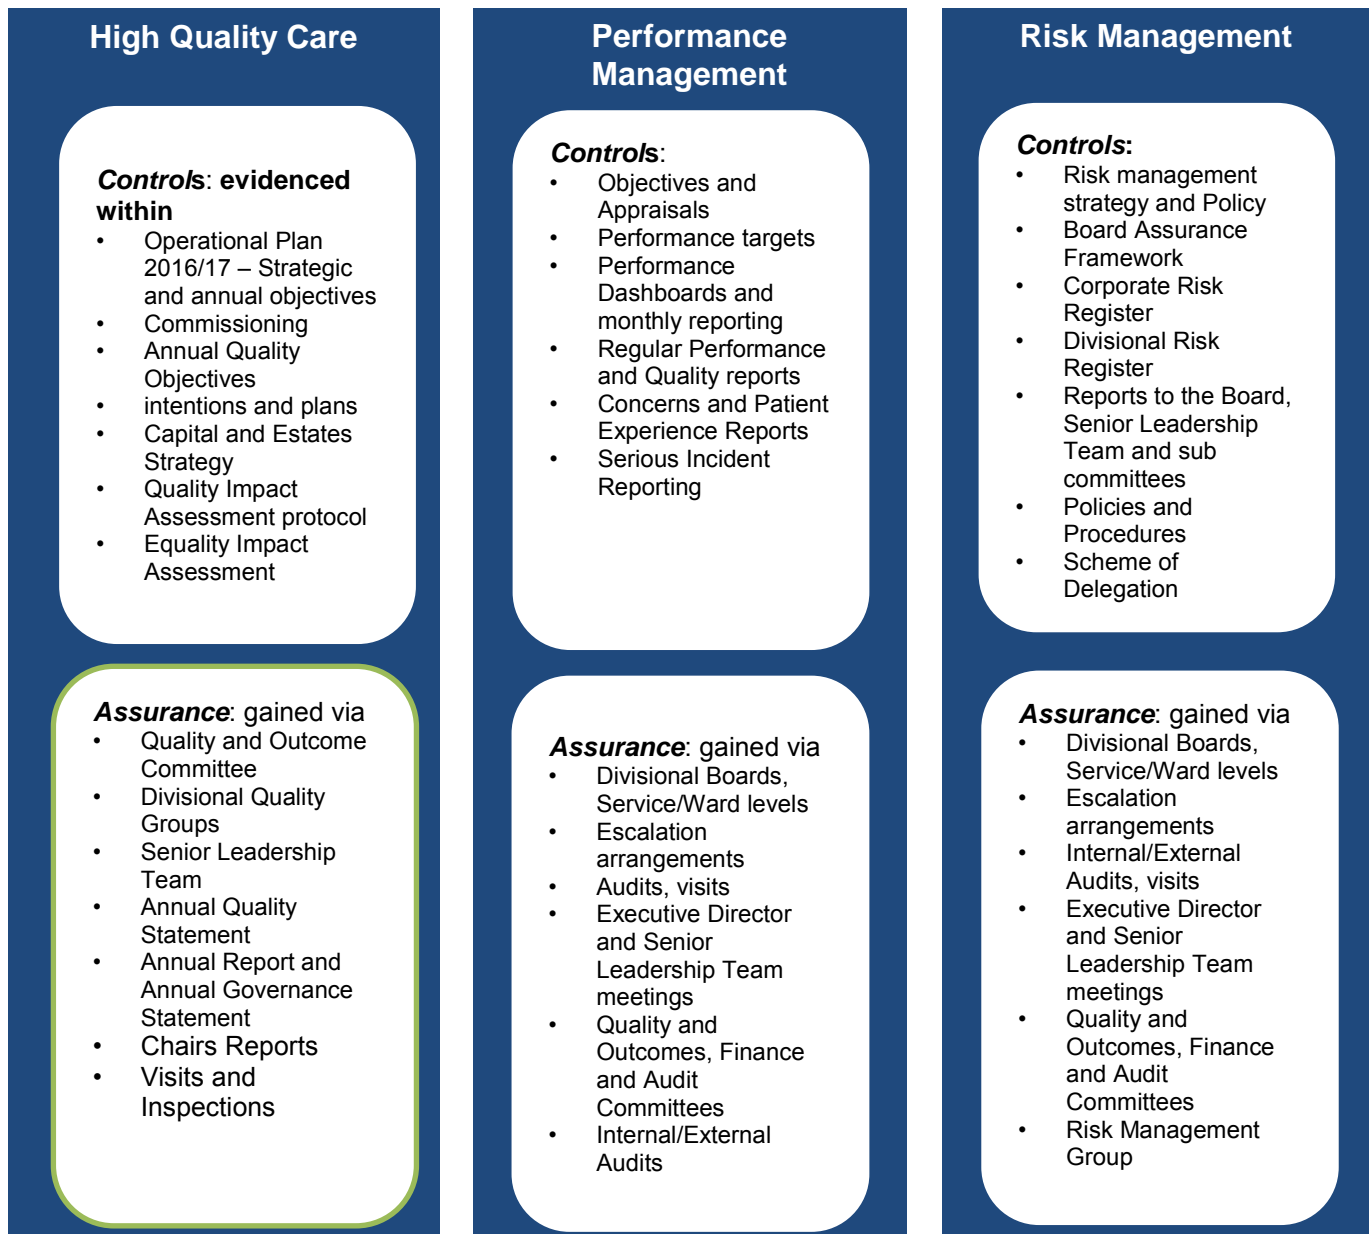 High Quality Care
Controls: evidenced
within
• Operational Plan
2016/17 – Strategic
and annual objectives
• Commissioning
• Annual Quality
Objectives
• intentions and plans
• Capital and Estates
Strategy
• Quality Impact
Assessment protocol
• Equality Impact
Assessment
Assurance: gained via
• Quality and Outcome
Committee
• Divisional Quality
Groups
• Senior Leadership
Team
• Annual Quality
Statement
• Annual Report and
Annual Governance
Statement
• Chairs Reports
• Visits and
Inspections
Performance
Management
Controls:
• Objectives and
Appraisals
• Performance targets
• Performance
Dashboards and
monthly reporting
• Regular Performance
and Quality reports
• Concerns and Patient
Experience Reports
• Serious Incident
Reporting
Assurance: gained via
• Divisional Boards,
Service/Ward levels
• Escalation
arrangements
• Audits, visits
• Executive Director
and Senior
Leadership Team
meetings
• Quality and
Outcomes, Finance
and Audit
Committees
• Internal/External
Audits
Risk Management
Controls:
• Risk management
strategy and Policy
• Board Assurance
Framework
• Corporate Risk
Register
• Divisional Risk
Register
• Reports to the Board,
Senior Leadership
Team and sub
committees
• Policies and
Procedures
• Scheme of
Delegation
Assurance: gained via
• Divisional Boards,
Service/Ward levels
• Escalation
arrangements
• Internal/External
Audits, visits
• Executive Director
and Senior
Leadership Team
meetings
• Quality and
Outcomes, Finance
and Audit
Committees
• Risk Management
Group